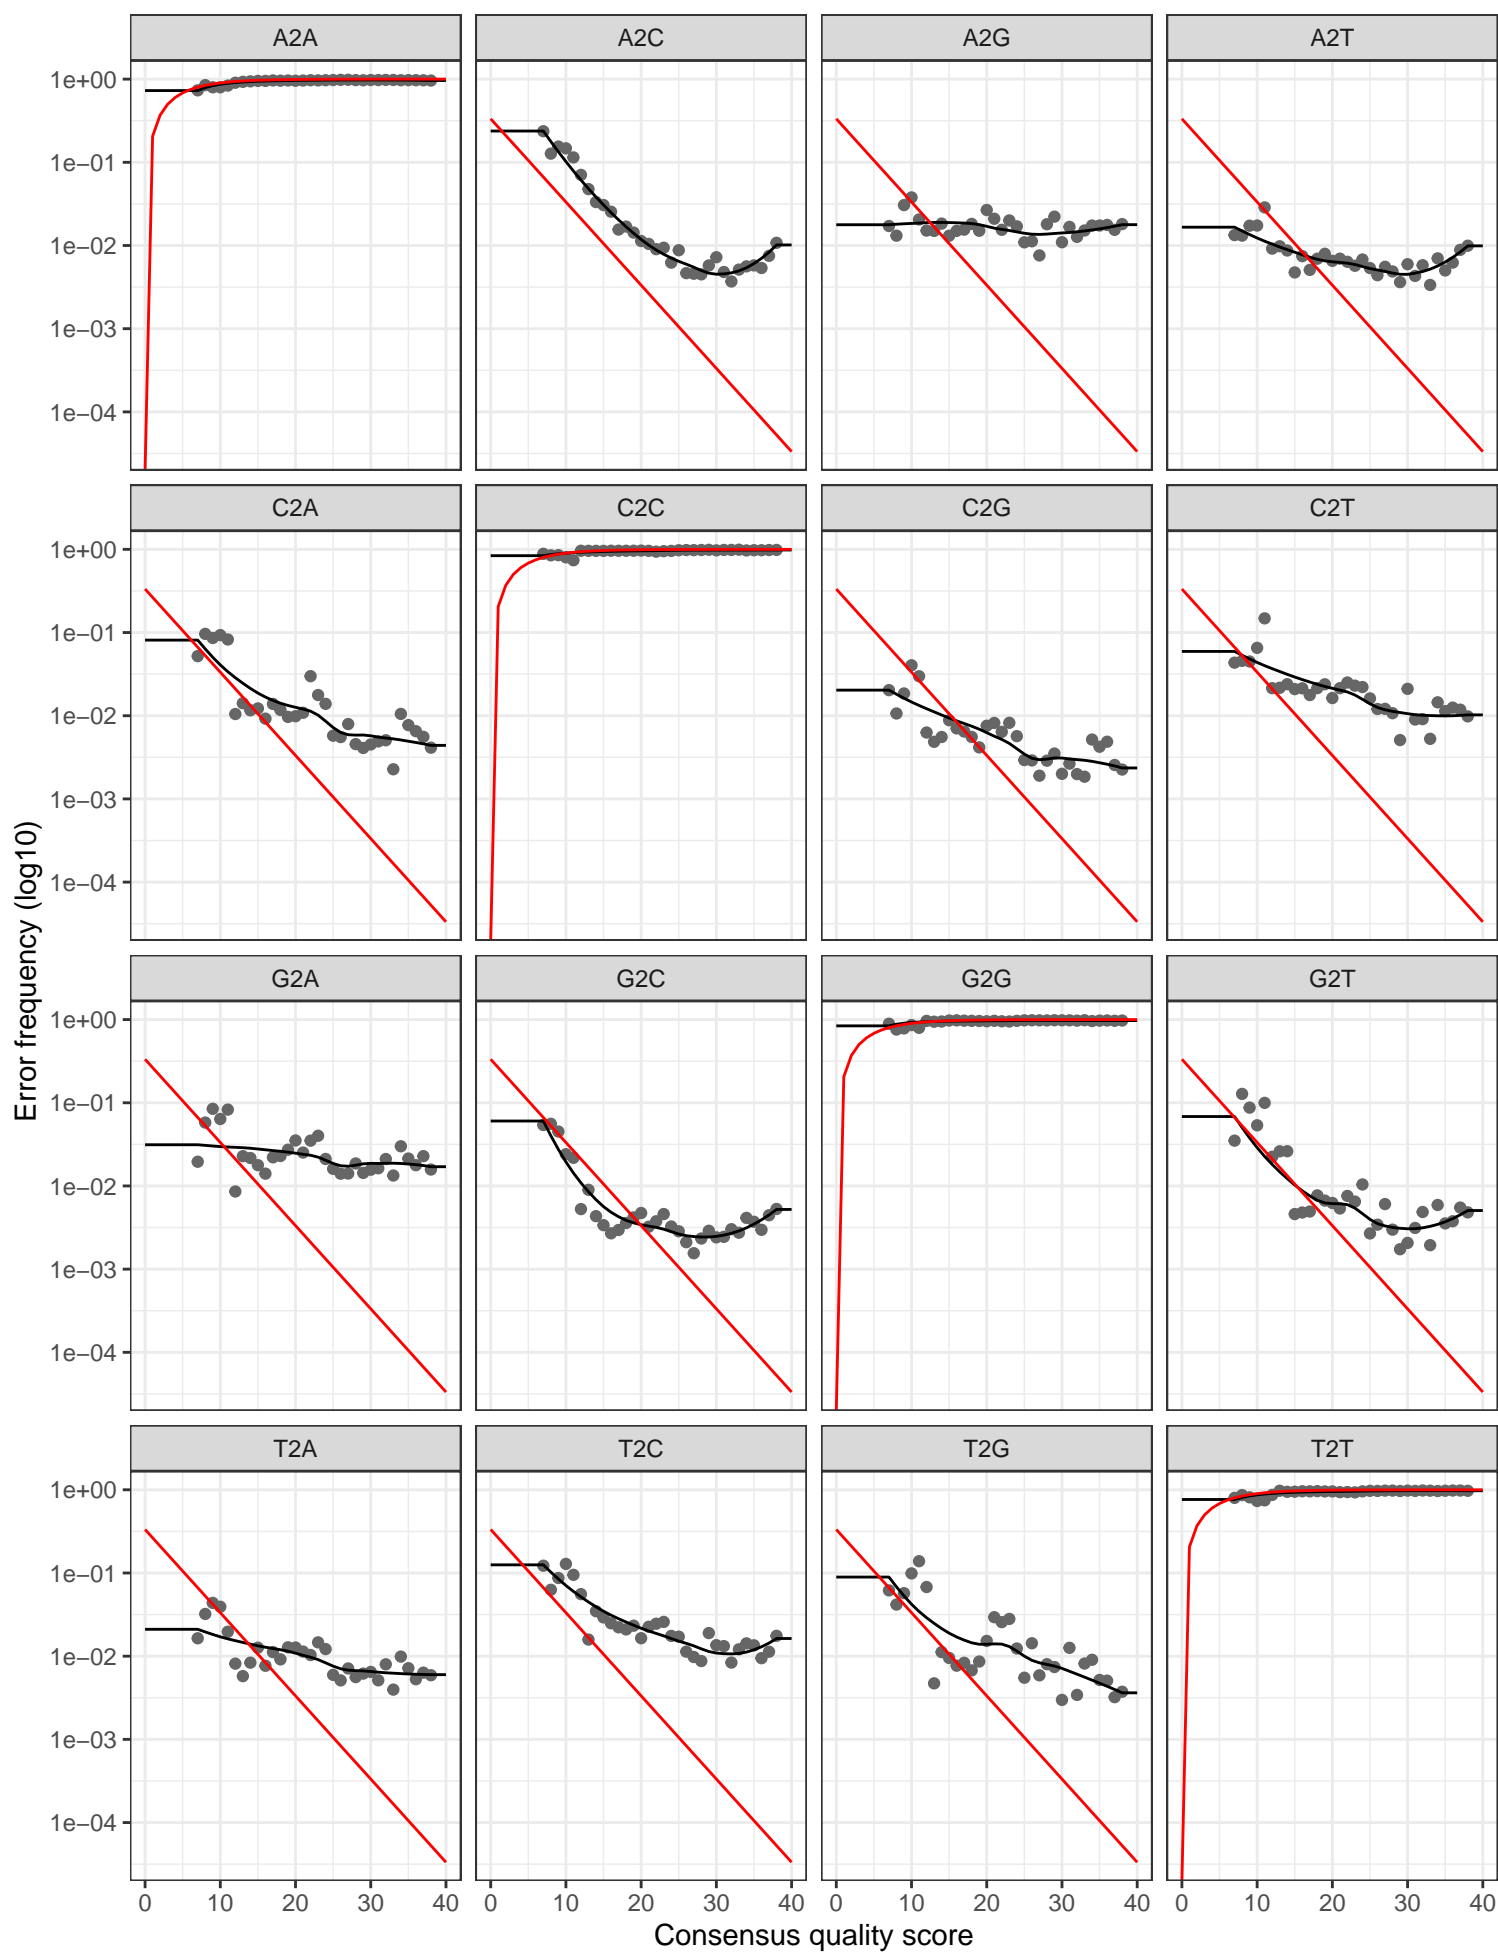 A2A A2C A2G A2T
1e+00
1e−01
1e−02
1e−03
1e−04
C2A C2C C2G C2T
1e+00
1e−01
1e−02
1e−03
1e−04
G2A G2C G2G G2T
1e+00
1e−01
1e−02
1e−03
1e−04
T2A T2C T2G T2T
1e+00
1e−01
1e−02
1e−03
1e−04
0 10 20 30 40 0 10 20 30 40 0 10 20 30 40 0 10 20 30 40
Consensus quality score
Error frequency (log10)